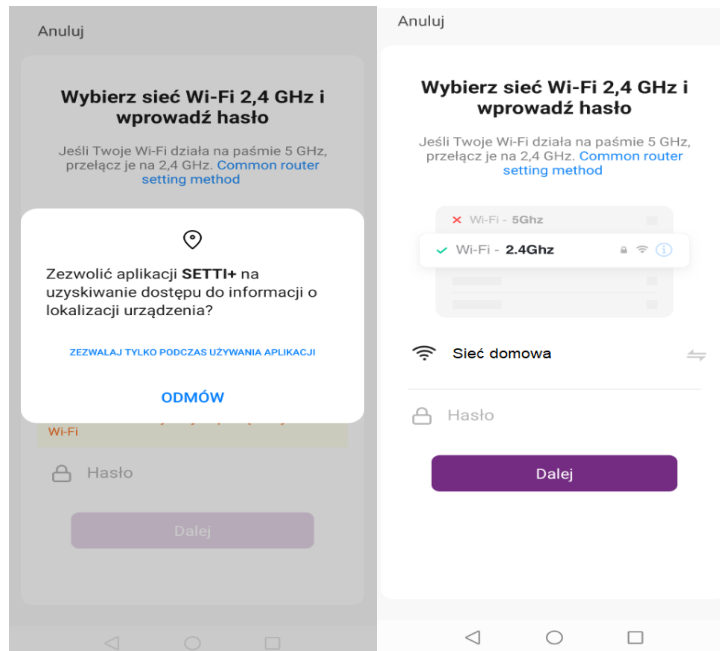 Anuluj
Wybierz sieć Wi-Fi 2,4 GHz i
wprowadź hasło
Jeśli Twoje Wi-Fi działa na paśmie 5 GHz,
przełącz je na 2,4 GHz. Common router
setting method
Zezwolić aplikacji SETTI+ na
uzyskiwanie dostępu do informacji o
lokalizacji urządzenia?
ZEZWALAJ TYLKO PODCZAS UŻYWANIA APLIKACJI
ODMÓW
Wi-Fi
Hasło
Dalej
Anuluj
Wybierz sieć Wi-Fi 2,4 GHz i
wprowadź hasło
Jeśli Twoje Wi-Fi działa na paśmie 5 GHz,
przełącz je na 2,4 GHz. Common router
setting method
Wi-Fi - 5Ghz
Wi-Fi - 2.4Ghz
Sieć domowa
Hasło
Dalej